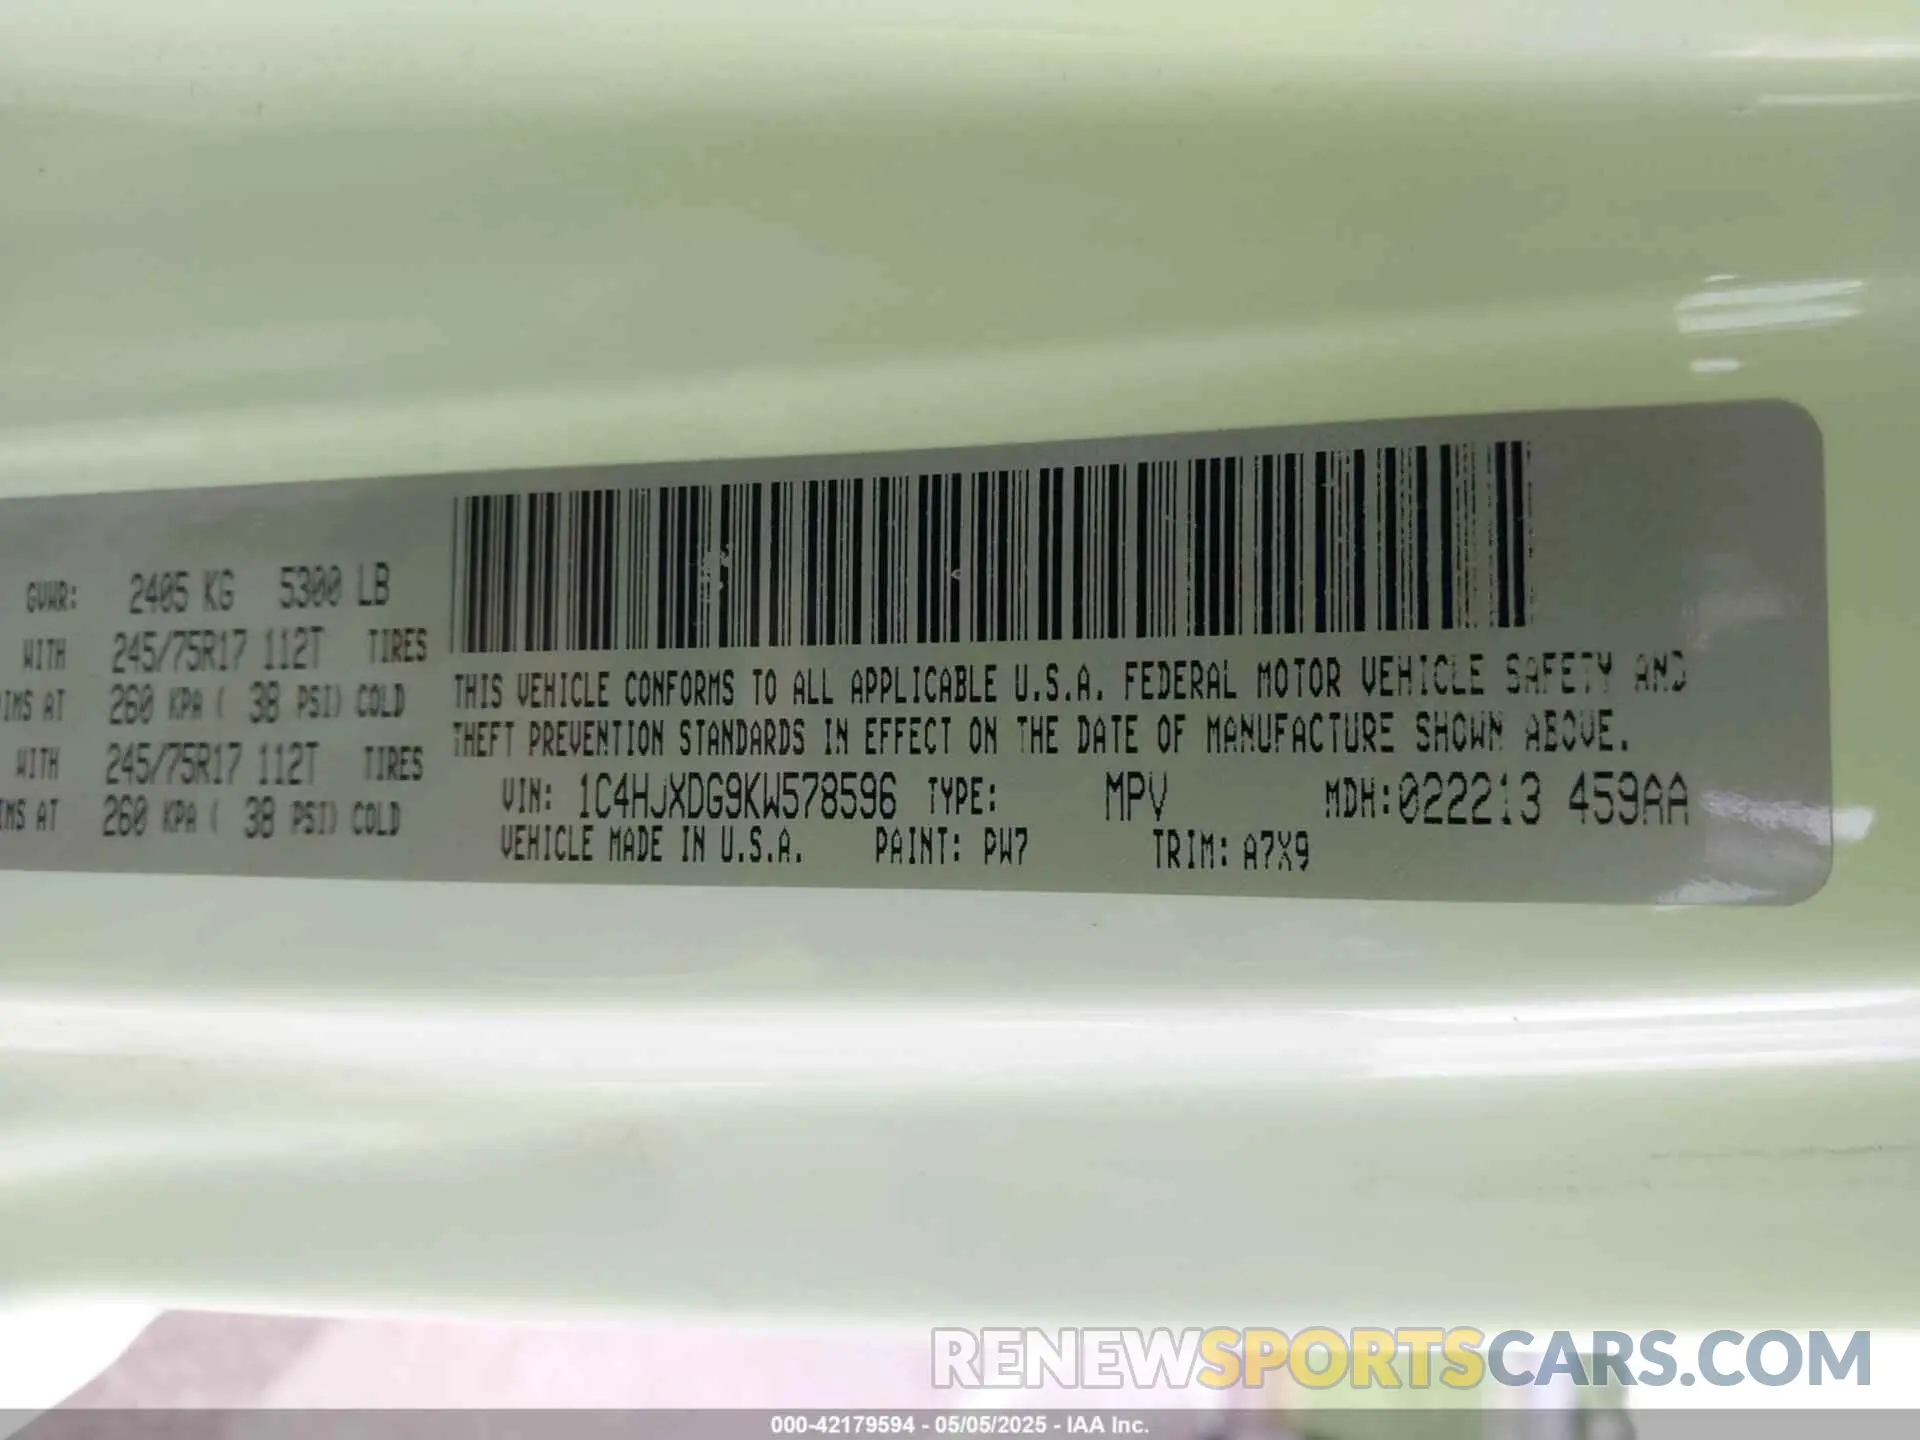 GVWR: 2405 KG 5300 LB
WITH 245/75R17 112T TIRES
AT 260 KPA ( 38 PSI) COLD
WITH 245/75R17 112T TIRES
AT 260 KPA ( 38 PSI) COLD
THIS VEHICLE CONFORMS TO ALL APPLICABLE U.S.A. FEDERAL MOTOR VEHICLE SAFETY AND
THEFT PREVENTION STANDARDS IN EFFECT ON THE DATE OF MANUFACTURE SHOWN ABOVE.
VIN: 1C4HJXDG9KW578596 TYPE: MPV MDH:022213 459AA
VEHICLE MADE IN U.S.A. PAINT: PW7 TRIM: A7X9
RENEWSPORTSCARS.COM
000-42179594 - 05/05/2025 - IAA Inc.